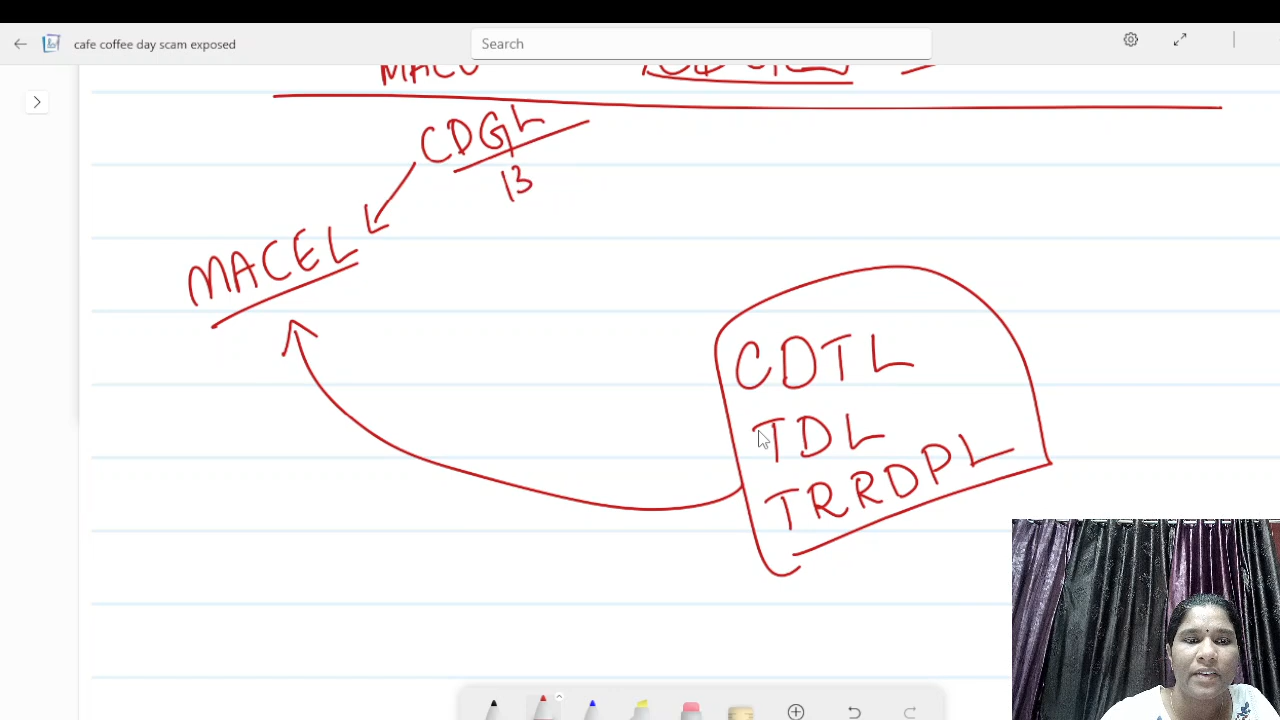 cafe coffee day scam exposed
Search
CDGL
13
MACEL
CDTL
TDL
TRRDPL